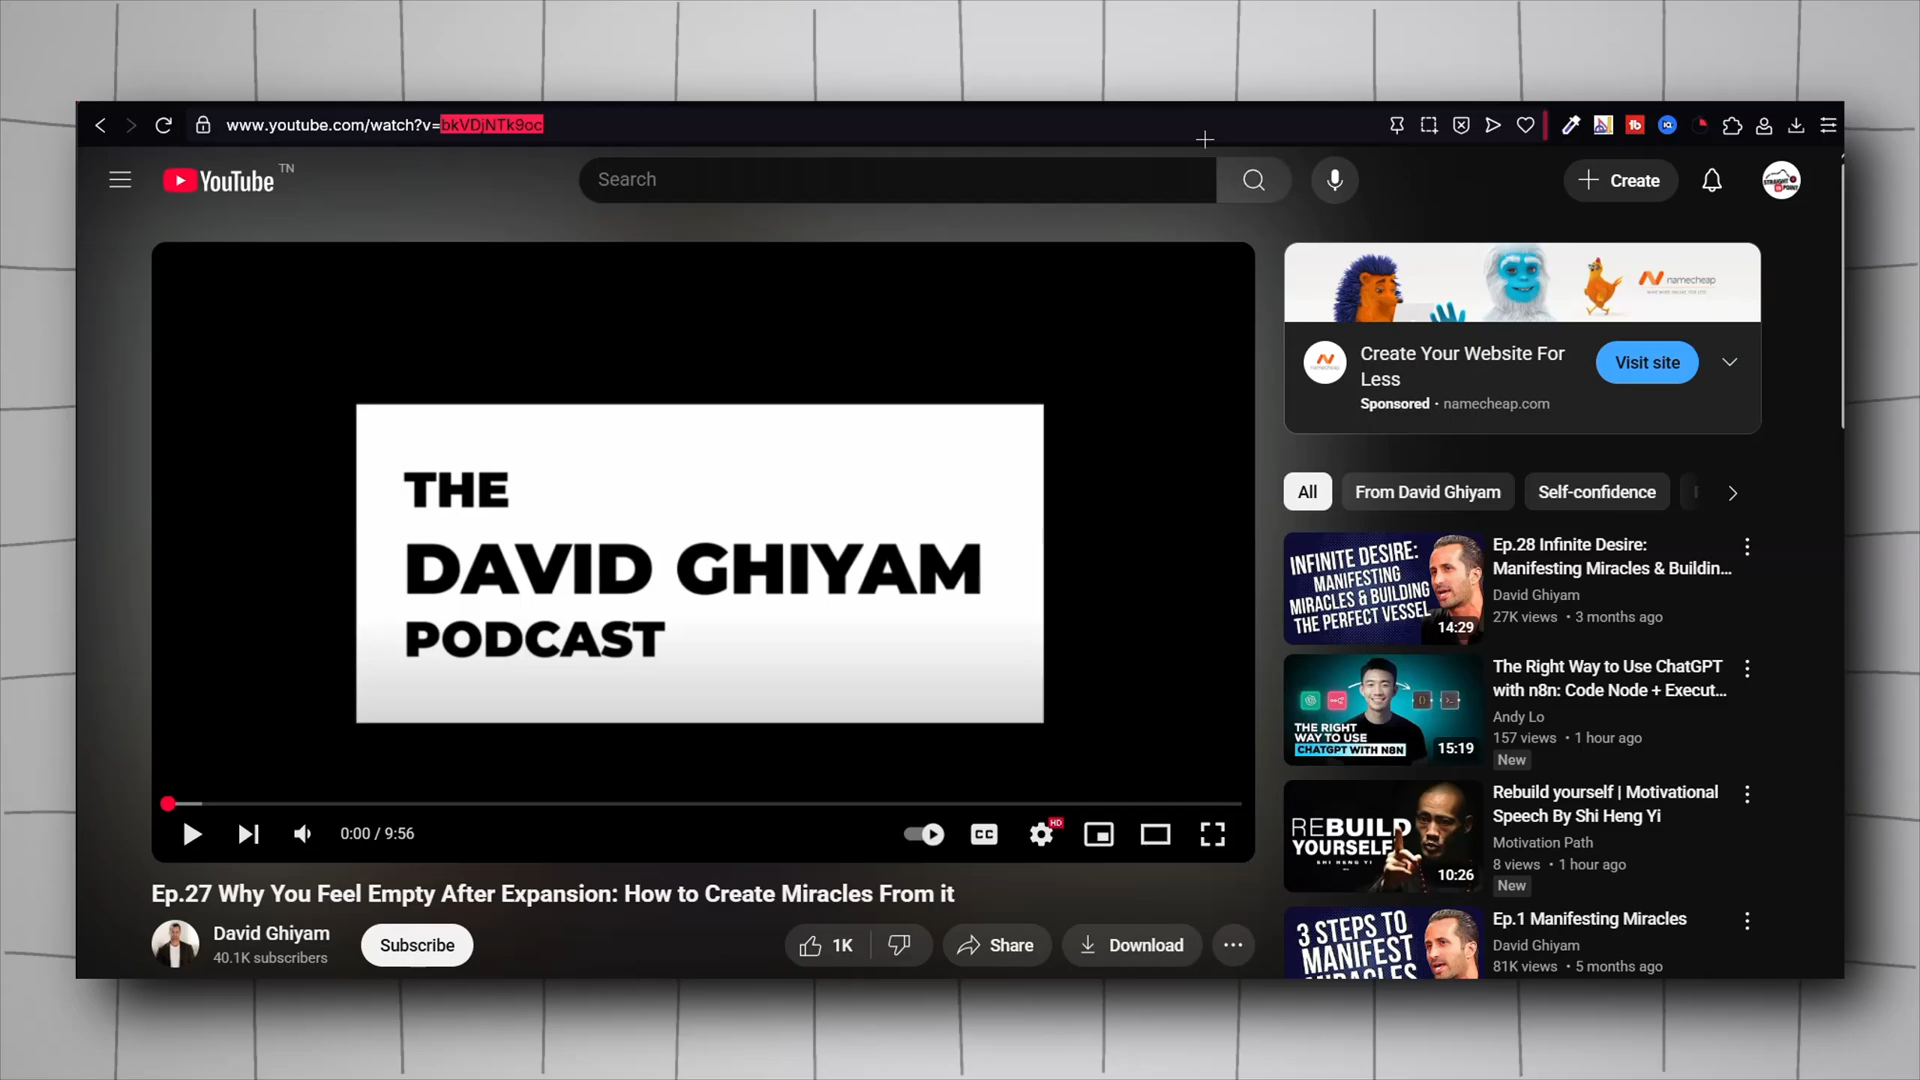 www.youtube.com/watch?v=bkVDjNTk9oc
YouTube TN
Search
Create
THE
DAVID GHIYAM
PODCAST
0:00 / 9:56
CC
HD
Ep.27 Why You Feel Empty After Expansion: How to Create Miracles From it
David Ghiyam
40.1K subscribers
Subscribe
1K
Share
Download
namecheap
Create Your Website For
Less
Visit site
Sponsored • namecheap.com
All
From David Ghiyam
Self-confidence
INFINITE DESIRE:
MANIFESTING
MIRACLES & BUILDING
THE PERFECT VESSEL
14:29
Ep.28 Infinite Desire:
Manifesting Miracles & Buildin...
David Ghiyam
27K views • 3 months ago
THE RIGHT
WAY TO USE
CHATGPT WITH N8N
15:19
The Right Way to Use ChatGPT
with n8n: Code Node + Execut...
Andy Lo
157 views • 1 hour ago
New
REBUILD
YOURSELF
SHI HENG YI
10:26
Rebuild yourself | Motivational
Speech By Shi Heng Yi
Motivation Path
8 views • 1 hour ago
New
3 STEPS TO
MANIFEST
MIRACLES
Ep.1 Manifesting Miracles
David Ghiyam
81K views • 5 months ago